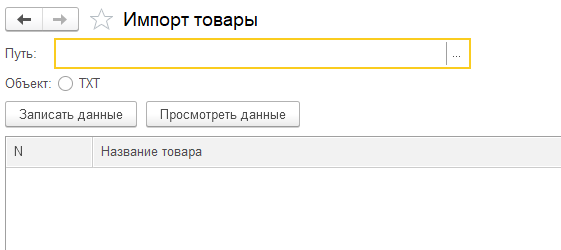 Импорт товары
Путь: ...
Объект: TXT
Записать данные Просмотреть данные
N Название товара